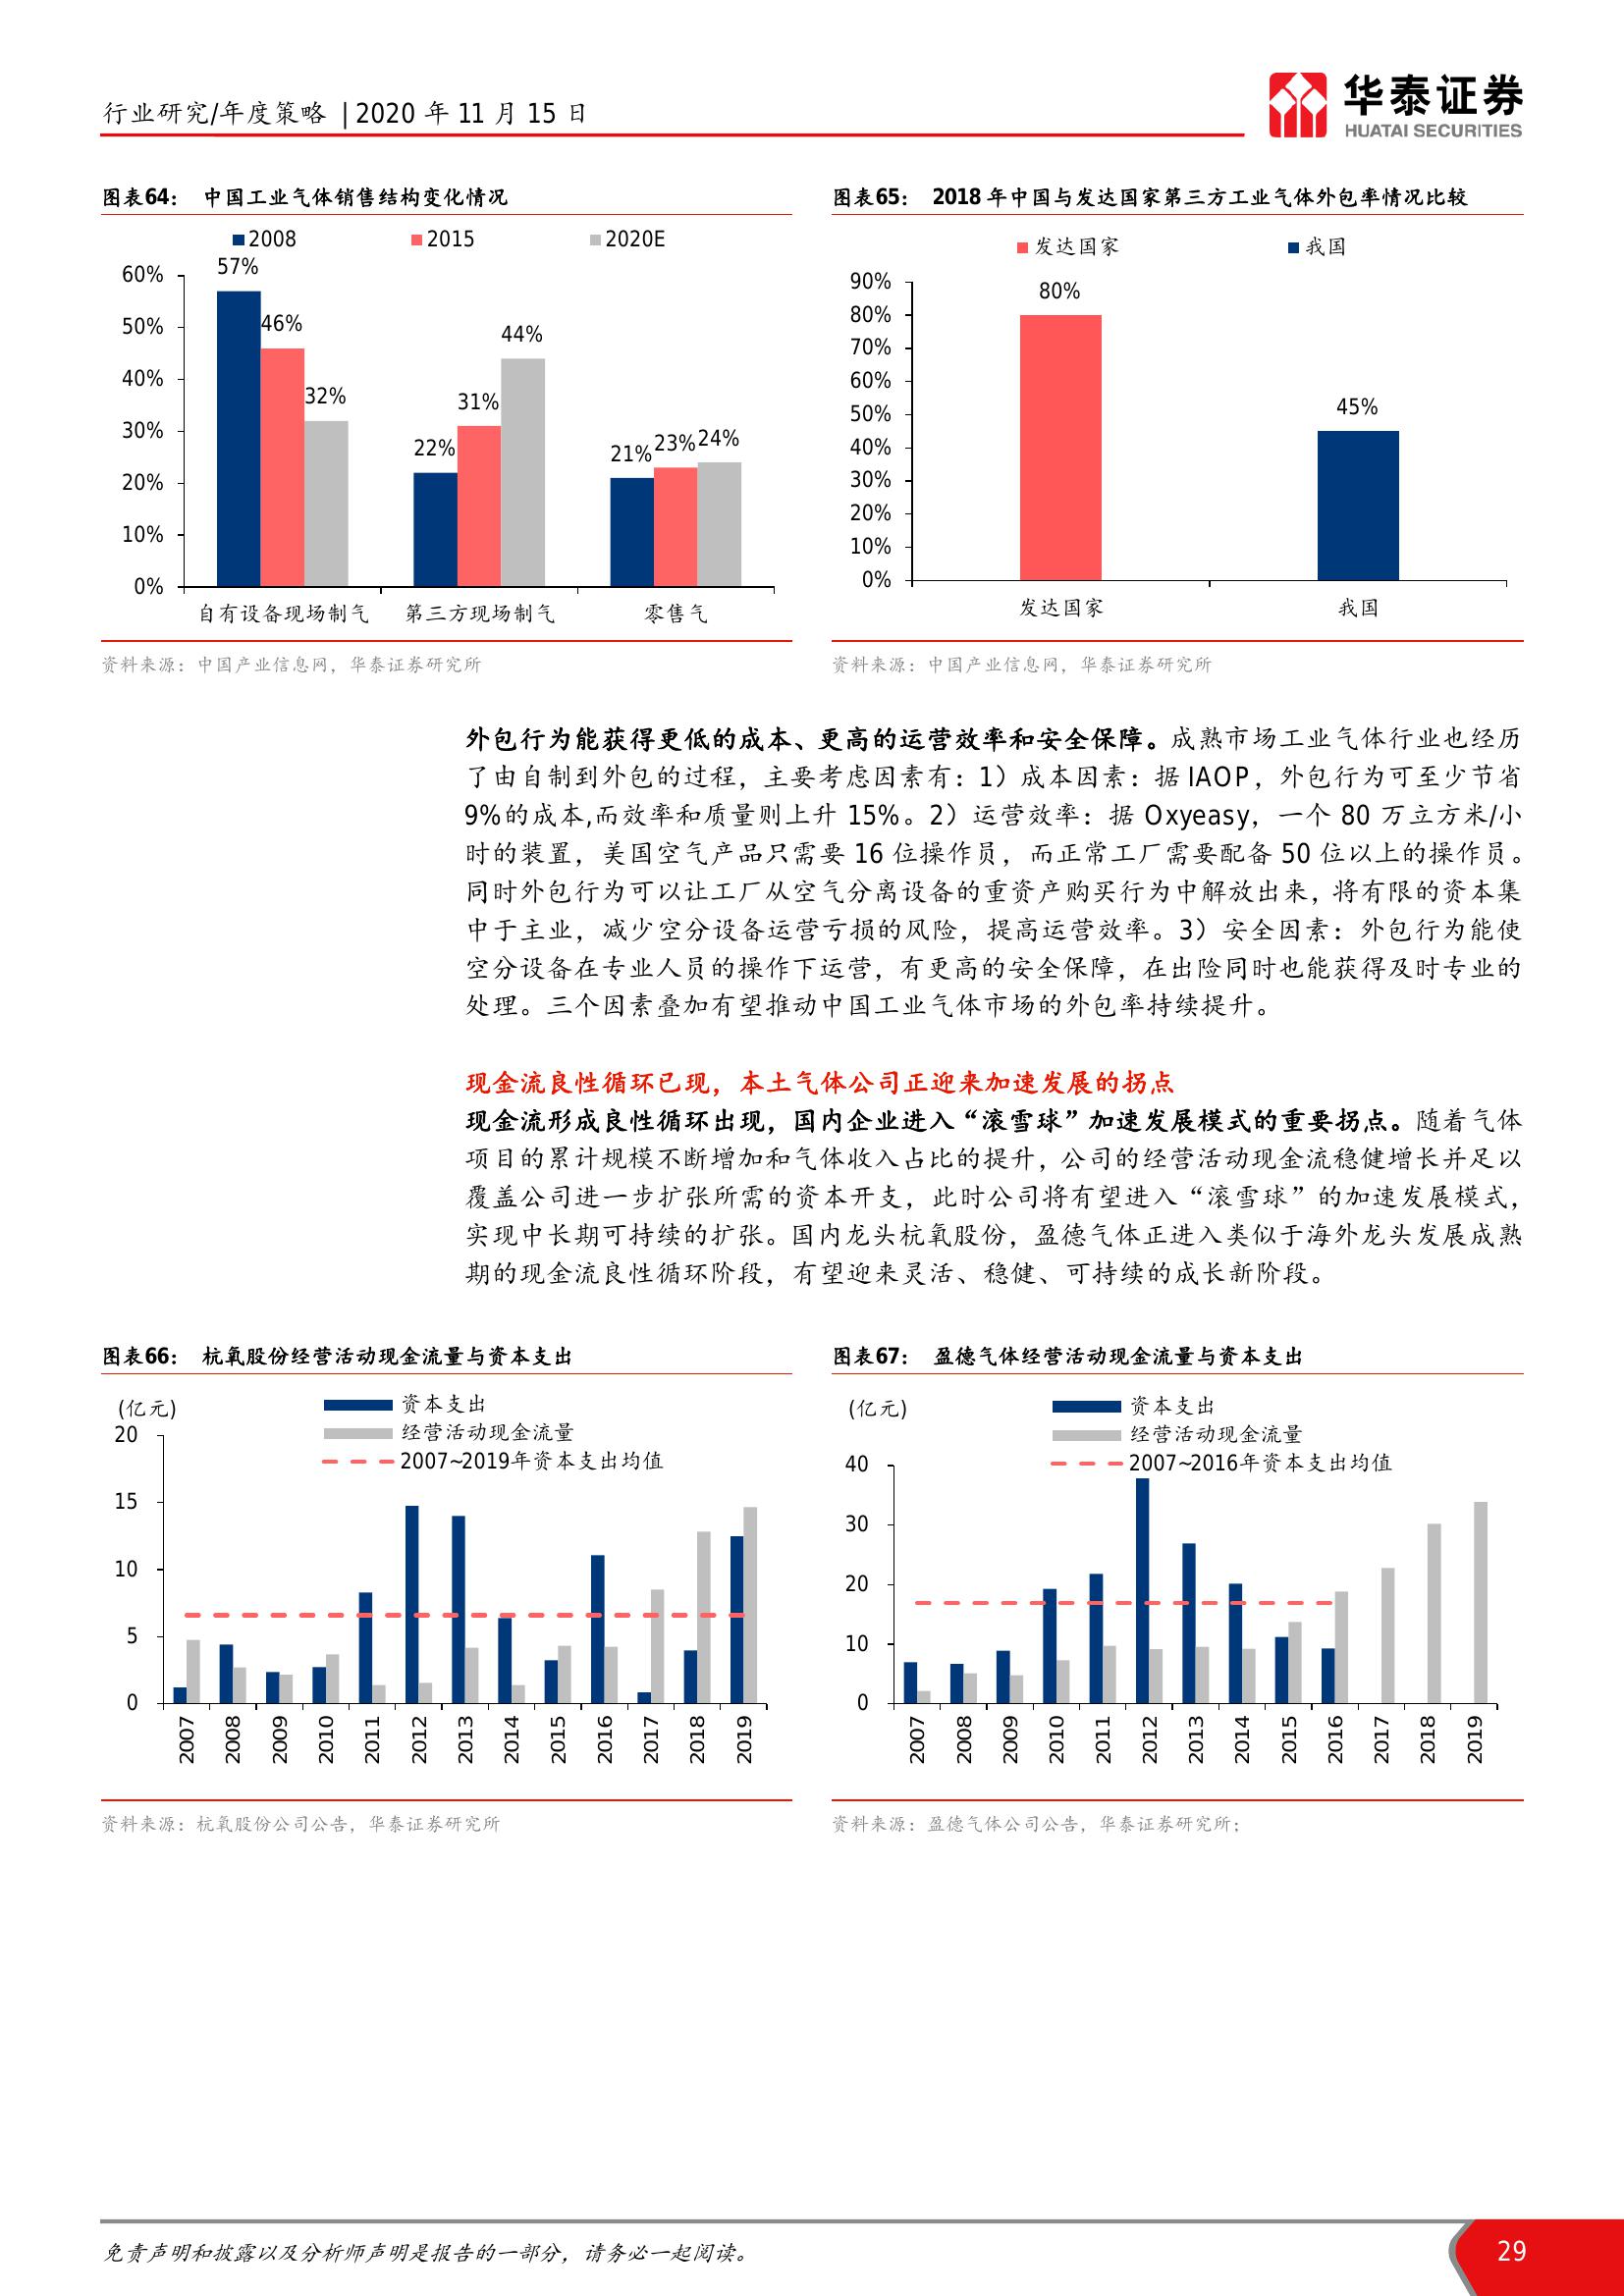 行业研究/年度策略 | 2020 年 11 月 15 日
华泰证券
HUATAI SECURITIES
图表64： 中国工业气体销售结构变化情况
2008 2015 2020E
60%
50%
40%
30%
20%
10%
0%
57%
46%
32%
22%
31%
44%
21%
23%
24%
自有设备现场制气 第三方现场制气 零售气
资料来源：中国产业信息网，华泰证券研究所
图表65： 2018 年中国与发达国家第三方工业气体外包率情况比较
发达国家 我国
90%
80%
70%
60%
50%
40%
30%
20%
10%
0%
80%
45%
发达国家 我国
资料来源：中国产业信息网，华泰证券研究所
外包行为能获得更低的成本、更高的运营效率和安全保障。成熟市场工业气体行业也经历
了由自制到外包的过程，主要考虑因素有：1）成本因素：据 IAOP，外包行为可至少节省
9%的成本,而效率和质量则上升 15%。2）运营效率：据 Oxyeasy，一个 80 万立方米/小
时的装置，美国空气产品只需要 16 位操作员，而正常工厂需要配备 50 位以上的操作员。
同时外包行为可以让工厂从空气分离设备的重资产购买行为中解放出来，将有限的资本集
中于主业，减少空分设备运营亏损的风险，提高运营效率。3）安全因素：外包行为能使
空分设备在专业人员的操作下运营，有更高的安全保障，在出险同时也能获得及时专业的
处理。三个因素叠加有望推动中国工业气体市场的外包率持续提升。
现金流良性循环已现，本土气体公司正迎来加速发展的拐点
现金流形成良性循环出现，国内企业进入“滚雪球”加速发展模式的重要拐点。随着气体
项目的累计规模不断增加和气体收入占比的提升，公司的经营活动现金流稳健增长并足以
覆盖公司进一步扩张所需的资本开支，此时公司将有望进入“滚雪球”的加速发展模式，
实现中长期可持续的扩张。国内龙头杭氧股份，盈德气体正进入类似于海外龙头发展成熟
期的现金流良性循环阶段，有望迎来灵活、稳健、可持续的成长新阶段。
图表66： 杭氧股份经营活动现金流量与资本支出
(亿元)
资本支出
经营活动现金流量
2007~2019年资本支出均值
20
15
10
5
0
2007 2008 2009 2010 2011 2012 2013 2014 2015 2016 2017 2018 2019
资料来源：杭氧股份公司公告，华泰证券研究所
图表67： 盈德气体经营活动现金流量与资本支出
(亿元)
资本支出
经营活动现金流量
2007~2016年资本支出均值
40
30
20
10
0
2007 2008 2009 2010 2011 2012 2013 2014 2015 2016 2017 2018 2019
资料来源：盈德气体公司公告，华泰证券研究所；
免责声明和披露以及分析师声明是报告的一部分，请务必一起阅读。
29